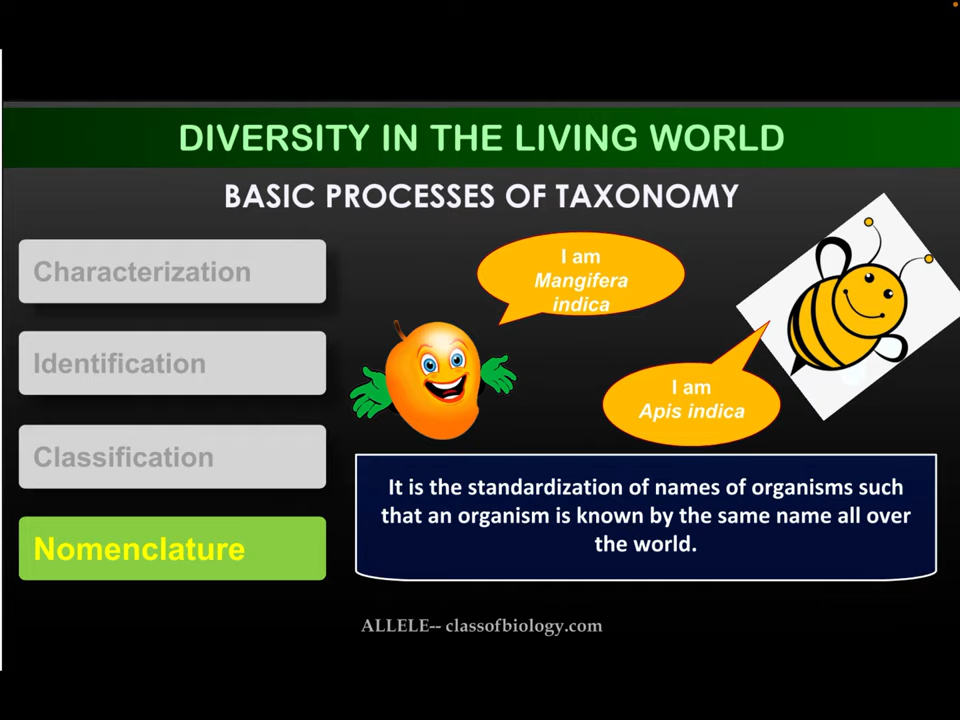 DIVERSITY IN THE LIVING WORLD
BASIC PROCESSES OF TAXONOMY
Characterization
Identification
Classification
Nomenclature
I am
Mangifera
indica
I am
Apis indica
It is the standardization of names of organisms such
that an organism is known by the same name all over
the world.
ALLELE-- classofbiology.com